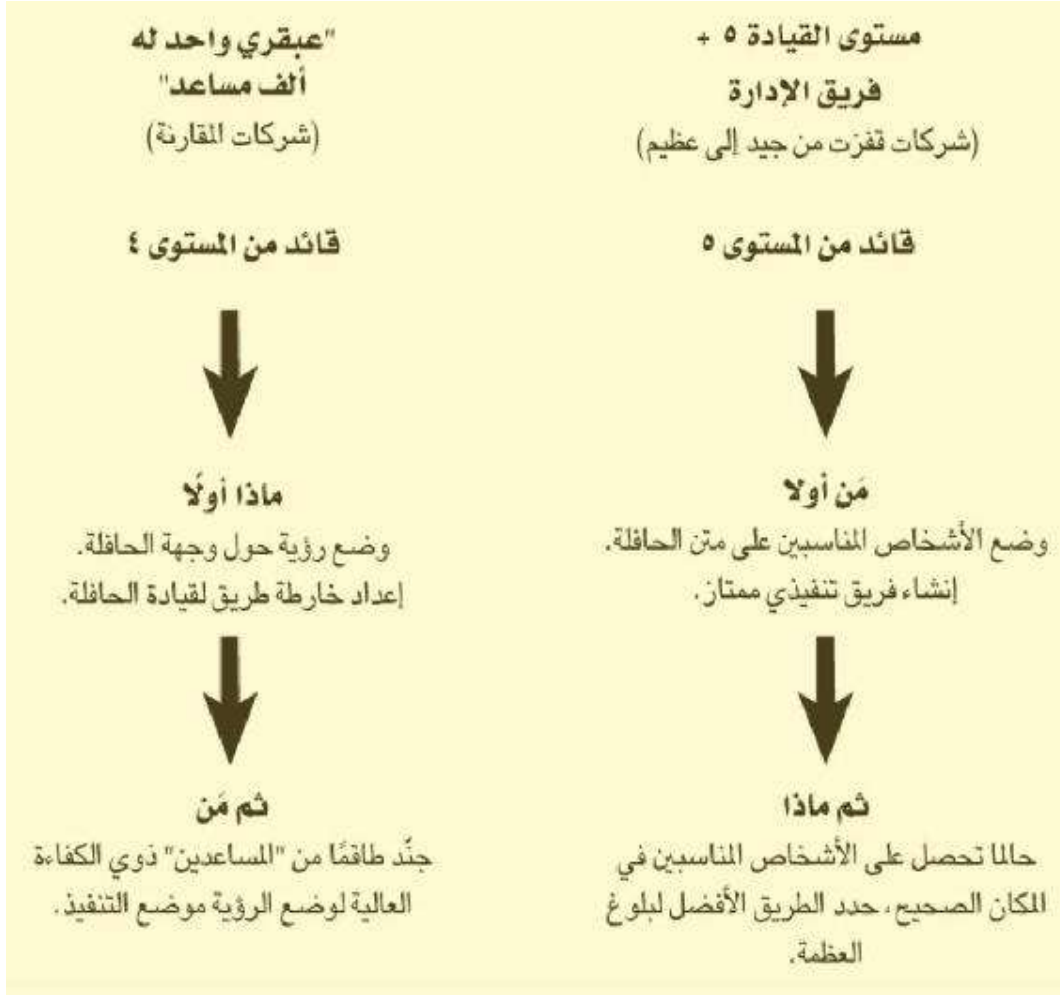 مستوى القيادة ٥ +
فريق الإدارة
(شركات قفزت من جيد إلى عظيم)
قائد من المستوى ٥
مَن أولا
وضع الأشخاص المناسبين على متن الحافلة.
إنشاء فريق تنفيذي ممتاز.
ثم ماذا
حالما تحصل على الأشخاص المناسبين في
المكان الصحيح، حدد الطريق الأفضل لبلوغ
العظمة.
"عبقري واحد له
ألف مساعد"
(شركات المقارنة)
قائد من المستوى ٤
ماذا أولًا
وضع رؤية حول وجهة الحافلة.
إعداد خارطة طريق لقيادة الحافلة.
ثم مَن
جنِّد طاقمًا من "المساعدين" ذوي الكفاءة
العالية لوضع الرؤية موضع التنفيذ.